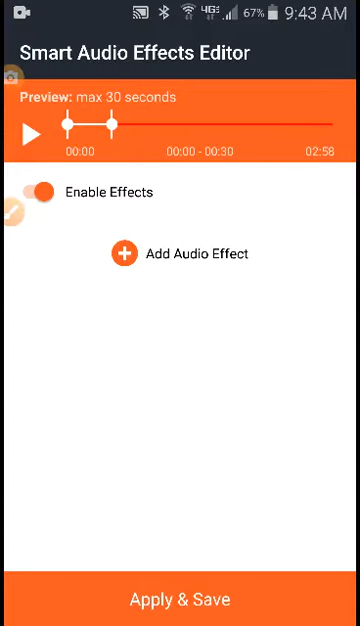 4G 67% 9:43 AM
Smart Audio Effects Editor
Preview: max 30 seconds
00:00 00:00 - 00:30 02:58
Enable Effects
Add Audio Effect
Apply & Save